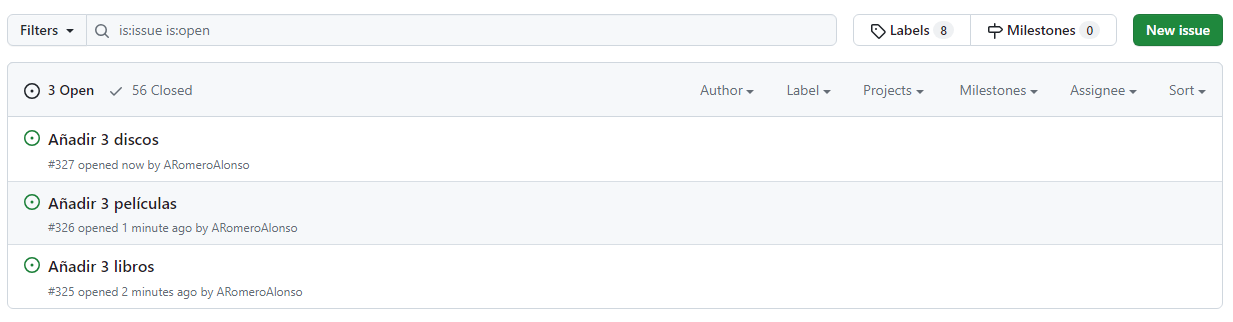 Filters is:issue is:open Labels 8 Milestones 0 New issue
3 Open 56 Closed Author Label Projects Milestones Assignee Sort
Añadir 3 discos
#327 opened now by ARomeroAlonso
Añadir 3 películas
#326 opened 1 minute ago by ARomeroAlonso
Añadir 3 libros
#325 opened 2 minutes ago by ARomeroAlonso